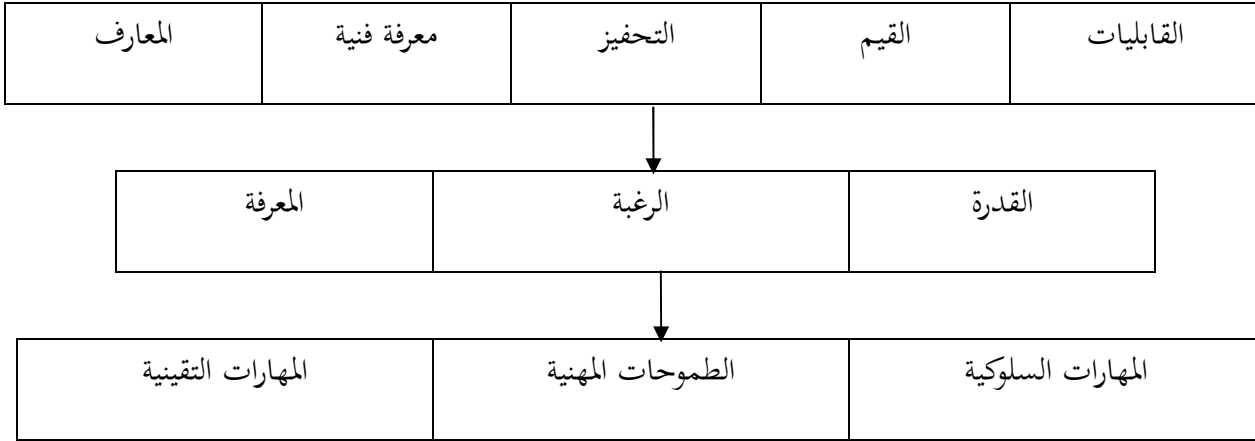 القابليات القيم التحفيز معرفة فنية المعارف
القدرة الرغبة المعرفة
المهارات السلوكية الطموحات المهنية المهارات التقينية